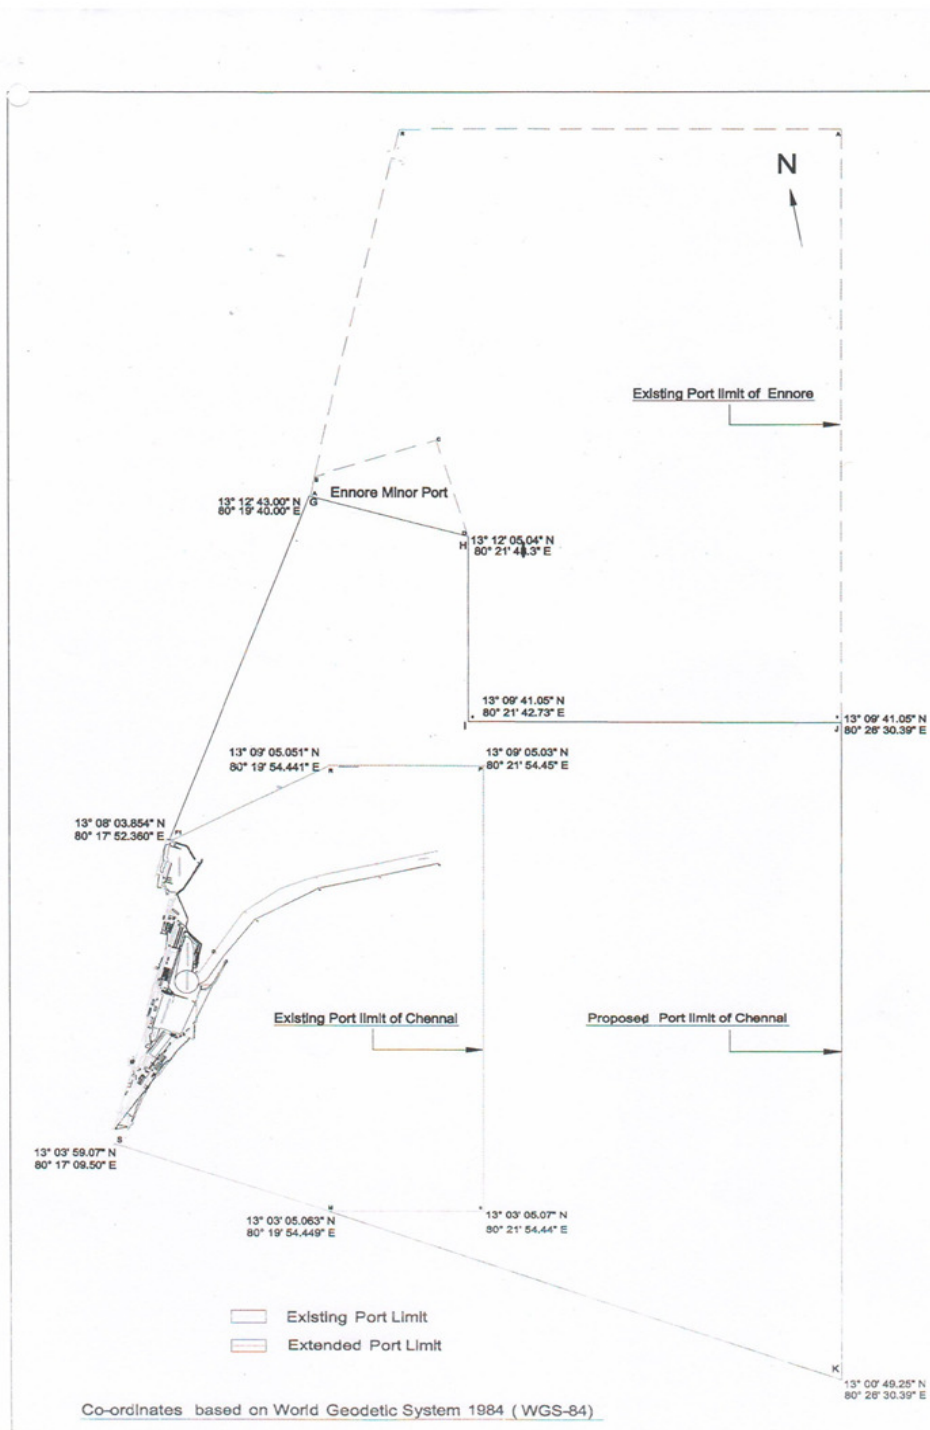 R
A
N
Existing Port limit of Ennore
C
B
A
Ennore Minor Port
13° 12' 43.00" N
80° 19' 40.00" E
G
D
H
13° 12' 05.04" N
80° 21' 48.3" E
13° 09' 41.05" N
80° 21' 42.73" E
I
13° 09' 41.05" N
80° 26' 30.39" E
J
13° 09' 05.051" N
80° 19' 54.441" E
13° 09' 05.03" N
80° 21' 54.45" E
13° 08' 03.854" N
80° 17' 52.360" E
Existing Port limit of Chennai
Proposed Port limit of Chennai
S
13° 03' 59.07" N
80° 17' 09.50" E
13° 03' 05.063" N
80° 19' 54.449" E
13° 03' 05.07" N
80° 21' 54.44" E
Existing Port Limit
Extended Port Limit
K
13° 00' 49.25" N
80° 26' 30.39" E
Co-ordinates based on World Geodetic System 1984 ( WGS-84)